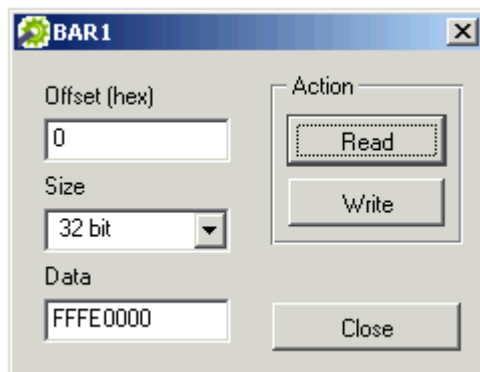 BAR1
Offset (hex)
0
Size
32 bit
Data
FFFE0000
Action
Read
Write
Close